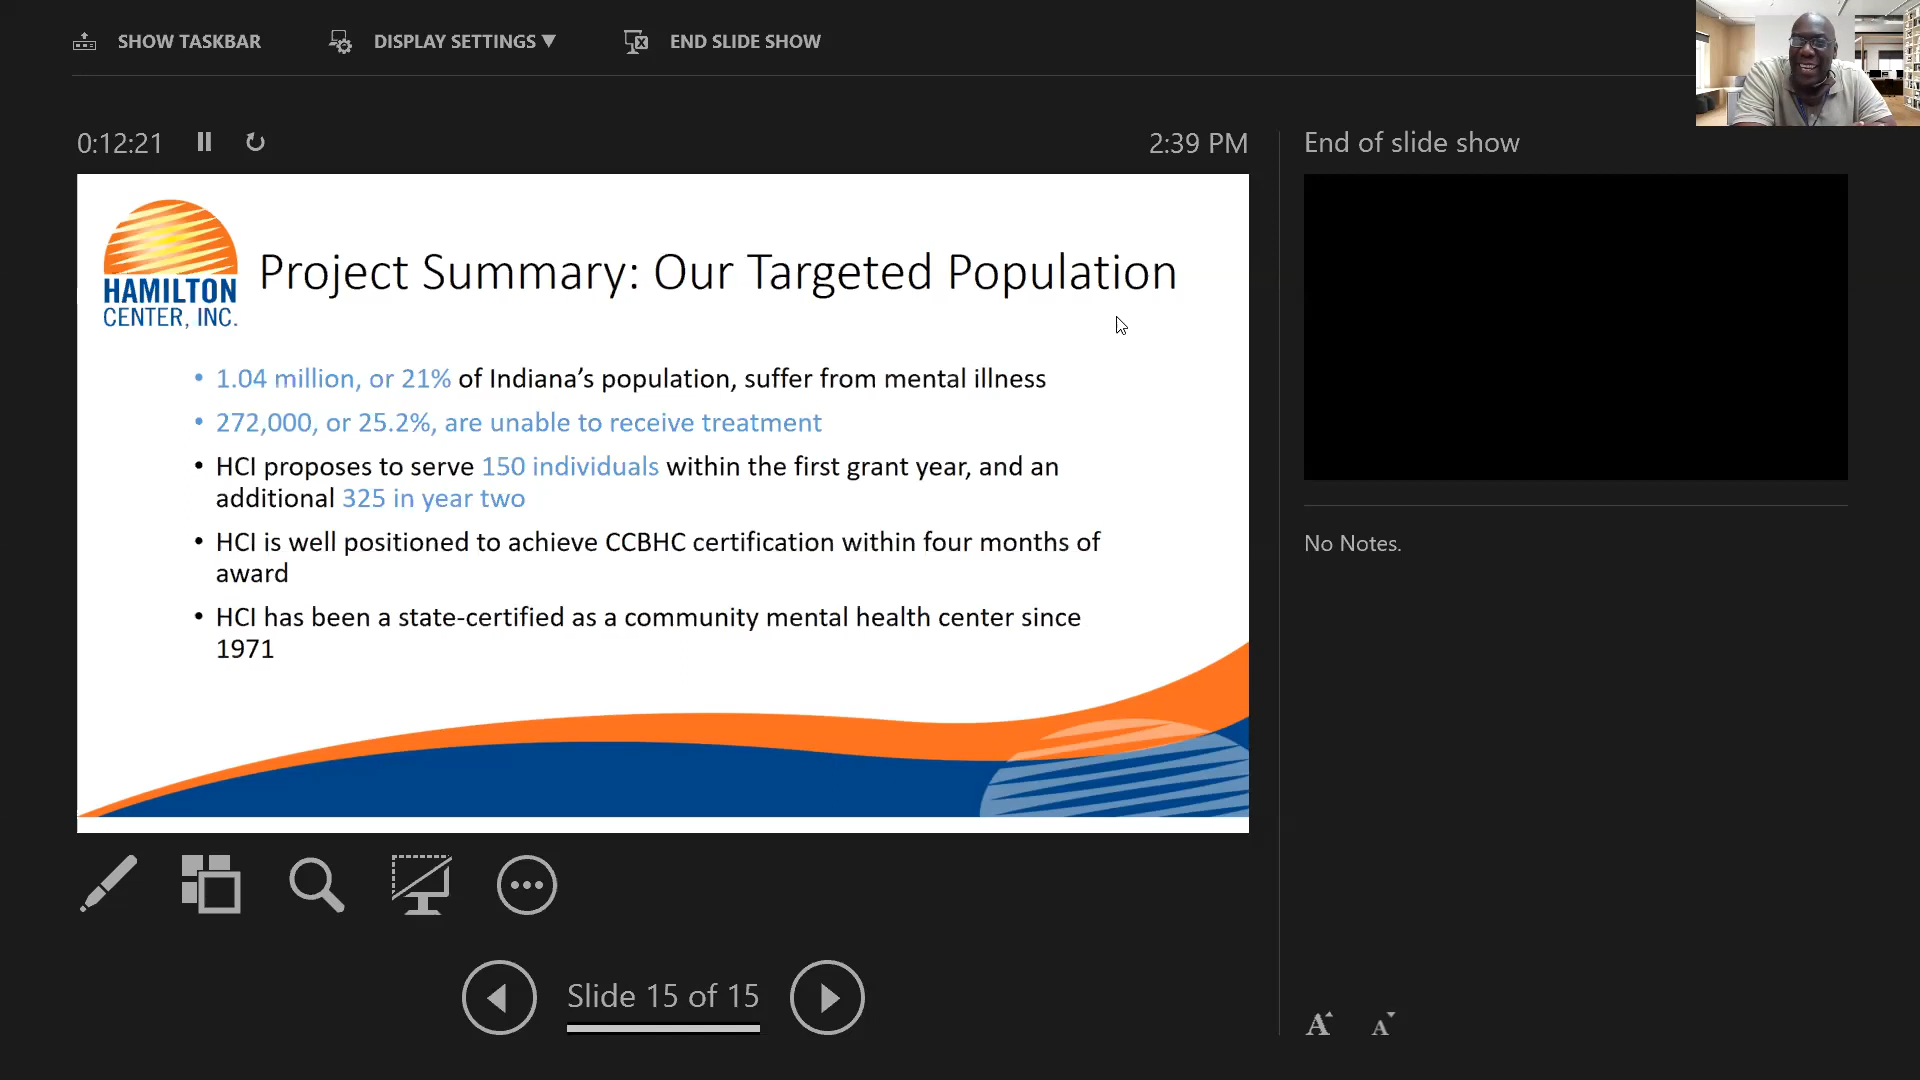 SHOW TASKBAR
DISPLAY SETTINGS ▼
END SLIDE SHOW
0:12:21
2:39 PM
End of slide show
HAMILTON
CENTER, INC.
Project Summary: Our Targeted Population
• 1.04 million, or 21% of Indiana’s population, suffer from mental illness
• 272,000, or 25.2%, are unable to receive treatment
• HCI proposes to serve 150 individuals within the first grant year, and an
additional 325 in year two
• HCI is well positioned to achieve CCBHC certification within four months of
award
• HCI has been a state-certified as a community mental health center since
1971
No Notes.
Slide 15 of 15
A A